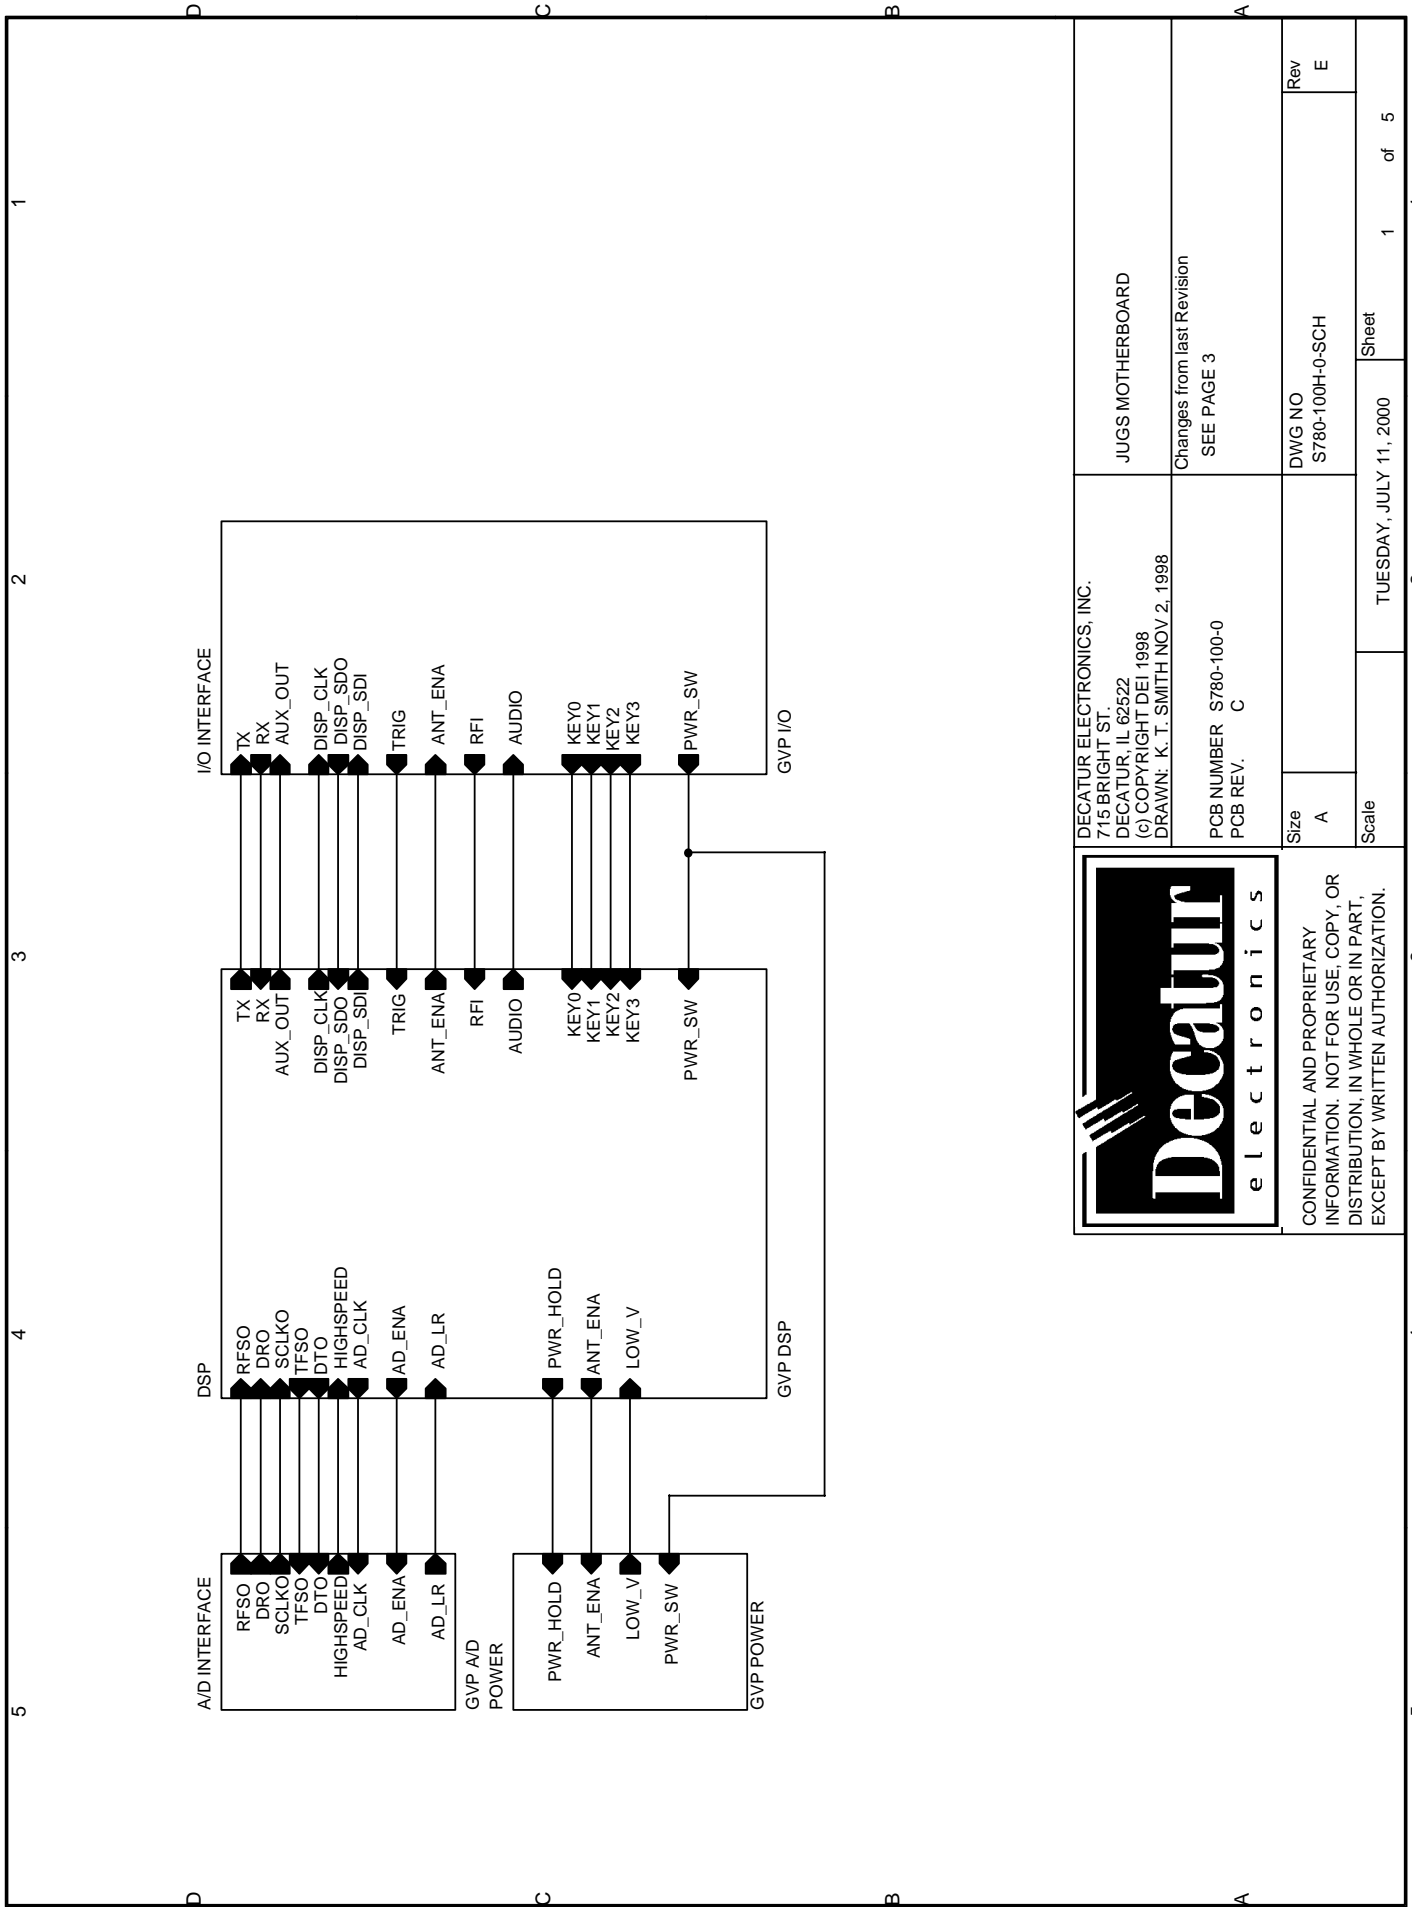 5
4
3
2
1
D
D
C
C
B
B
A
A
A/D INTERFACE
RFSO
DRO
SCLKO
TFSO
DTO
HIGHSPEED
AD_CLK
AD_ENA
AD_LR
GVP A/D
POWER
PWR_HOLD
ANT_ENA
LOW_V
PWR_SW
GVP POWER
DSP
RFSO
DRO
SCLKO
TFSO
DTO
HIGHSPEED
AD_CLK
AD_ENA
AD_LR
PWR_HOLD
ANT_ENA
LOW_V
TX
RX
AUX_OUT
DISP_CLK
DISP_SDO
DISP_SDI
TRIG
ANT_ENA
RFI
AUDIO
KEY0
KEY1
KEY2
KEY3
PWR_SW
GVP DSP
I/O INTERFACE
TX
RX
AUX_OUT
DISP_CLK
DISP_SDO
DISP_SDI
TRIG
ANT_ENA
RFI
AUDIO
KEY0
KEY1
KEY2
KEY3
PWR_SW
GVP I/O
Decatur
electronics
CONFIDENTIAL AND PROPRIETARY
INFORMATION. NOT FOR USE, COPY, OR
DISTRIBUTION, IN WHOLE OR IN PART,
EXCEPT BY WRITTEN AUTHORIZATION.
DECATUR ELECTRONICS, INC.
715 BRIGHT ST.
DECATUR, IL 62522
(c) COPYRIGHT DEI 1998
DRAWN: K. T. SMITH NOV 2, 1998
JUGS MOTHERBOARD
PCB NUMBER S780-100-0
PCB REV. C
Changes from last Revision
SEE PAGE 3
Size
A
DWG NO
S780-100H-0-SCH
Rev
E
Scale
TUESDAY, JULY 11, 2000
Sheet
1 of 5